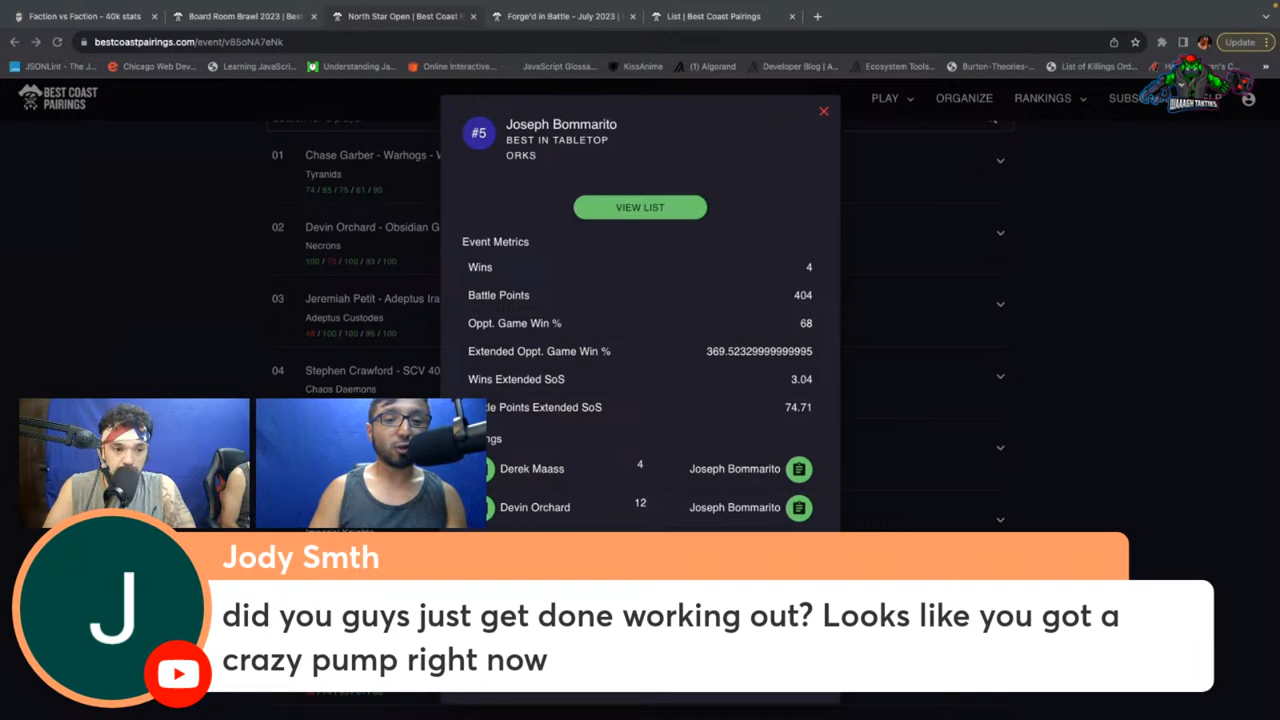 Faction vs Faction - 40k stats
Board Room Brawl 2023 | Bes
North Star Open | Best Coast
Forge'd in Battle - July 2023 |
List | Best Coast Pairings
bestcoastpairings.com/event/v85oNA7eNk
Update
JSONLint - The J...
Chicago Web Dev...
Learning JavaScri...
Understanding Ja...
Online Interactive...
JavaScript Glossa...
KissAnime
(1) Algorand
Developer Blog | A...
Ecosystem Tools...
Burton-Theories-...
List of Killings Ord...
BEST COAST
PAIRINGS
PLAY
ORGANIZE
RANKINGS
WAAAGH TAKTIKS
#5
Joseph Bommarito
BEST IN TABLETOP
ORKS
VIEW LIST
01
Chase Garber - Warhogs -
Tyranids
74 / 85 / 75 / 81 / 90
02
Devin Orchard - Obsidian G
Necrons
100 / 73 / 100 / 93 / 100
03
Jeremiah Petit - Adeptus Ira
Adeptus Custodes
/ 100 / 100 / 96 / 100
04
Stephen Crawford - SCV 40
Chaos Daemons
Event Metrics
Wins
4
Battle Points
404
Oppt. Game Win %
68
Extended Oppt. Game Win %
369.52329999999995
Wins Extended SoS
3.04
le Points Extended SoS
74.71
ngs
Derek Maass
4
Joseph Bommarito
Devin Orchard
12
Joseph Bommarito
J
Jody Smth
did you guys just get done working out? Looks like you got a
crazy pump right now